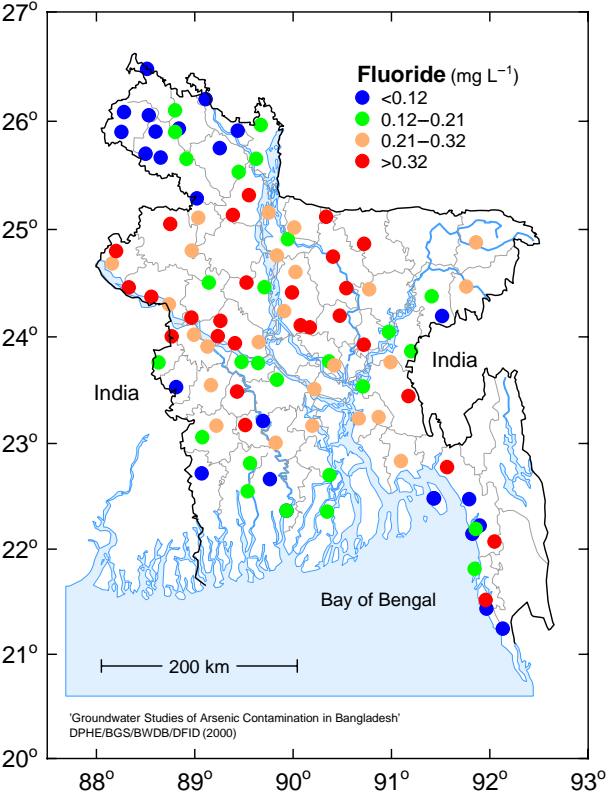 27°
26°
25°
24°
23°
22°
21°
20°
88°
89°
90°
91°
92°
93°
Fluoride (mg L⁻¹)
<0.12
0.12–0.21
0.21–0.32
>0.32
India
India
Bay of Bengal
200 km
'Groundwater Studies of Arsenic Contamination in Bangladesh'
DPHE/BGS/BWDB/DFID (2000)